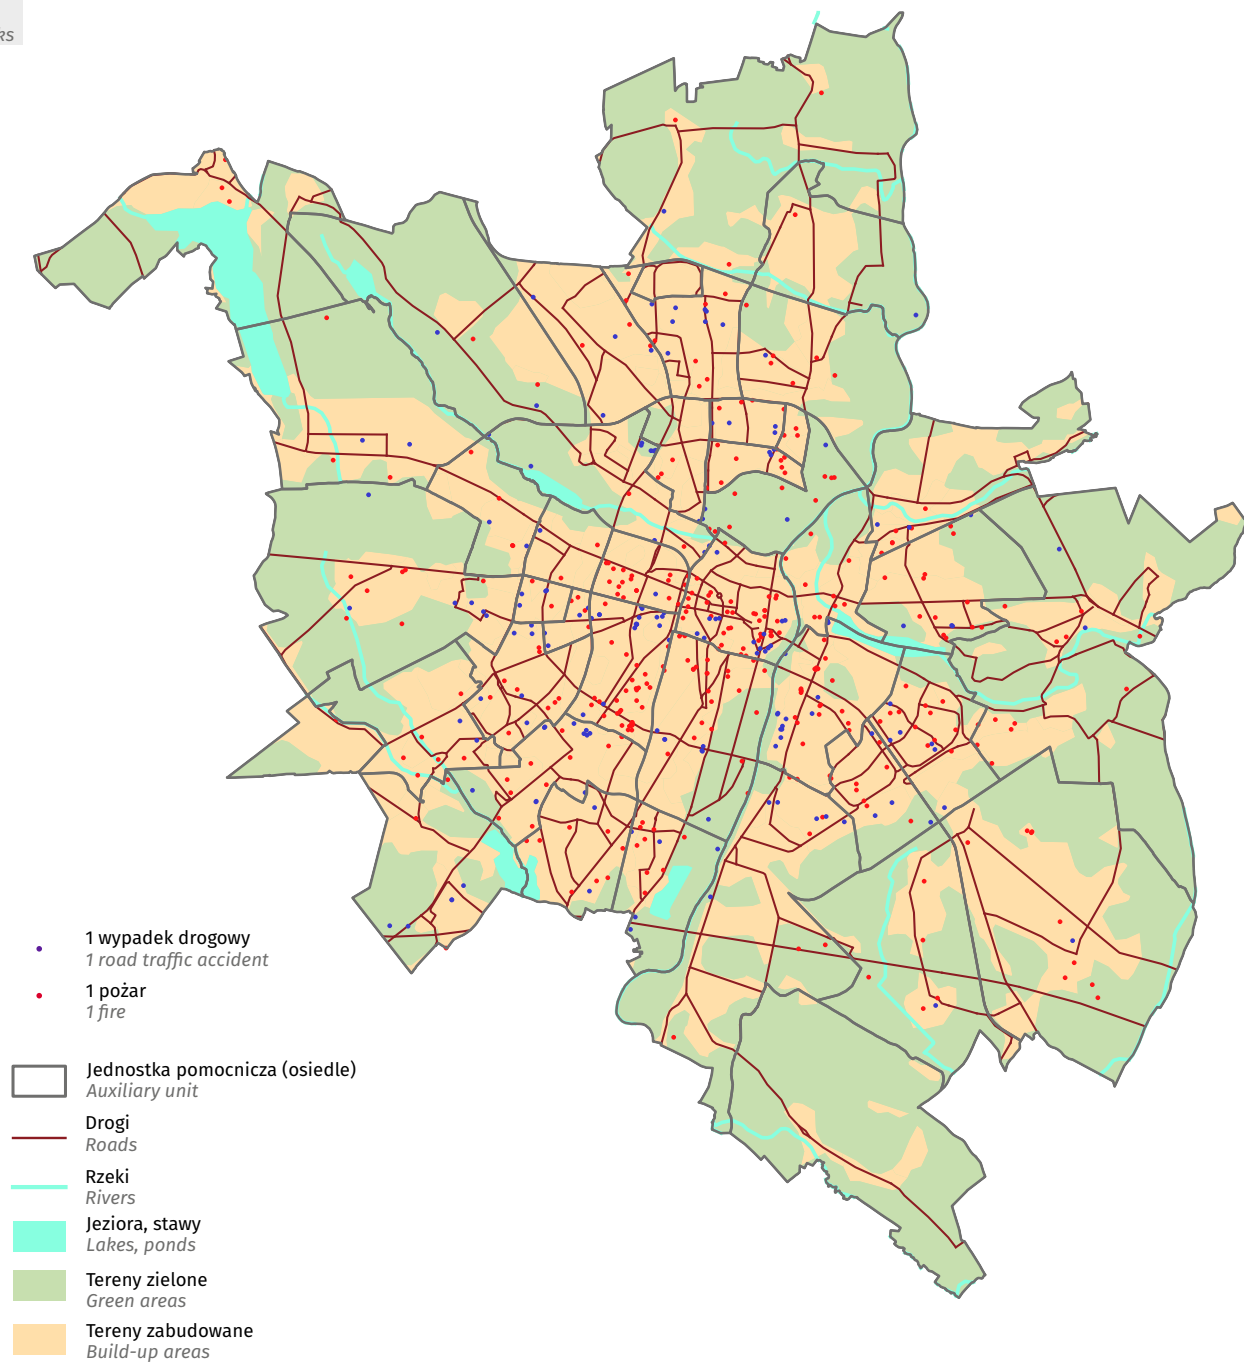 1 wypadek drogowy
1 road traffic accident
1 pożar
1 fire
Jednostka pomocnicza (osiedle)
Auxiliary unit
Drogi
Roads
Rzeki
Rivers
Jeziora, stawy
Lakes, ponds
Tereny zielone
Green areas
Tereny zabudowane
Build-up areas